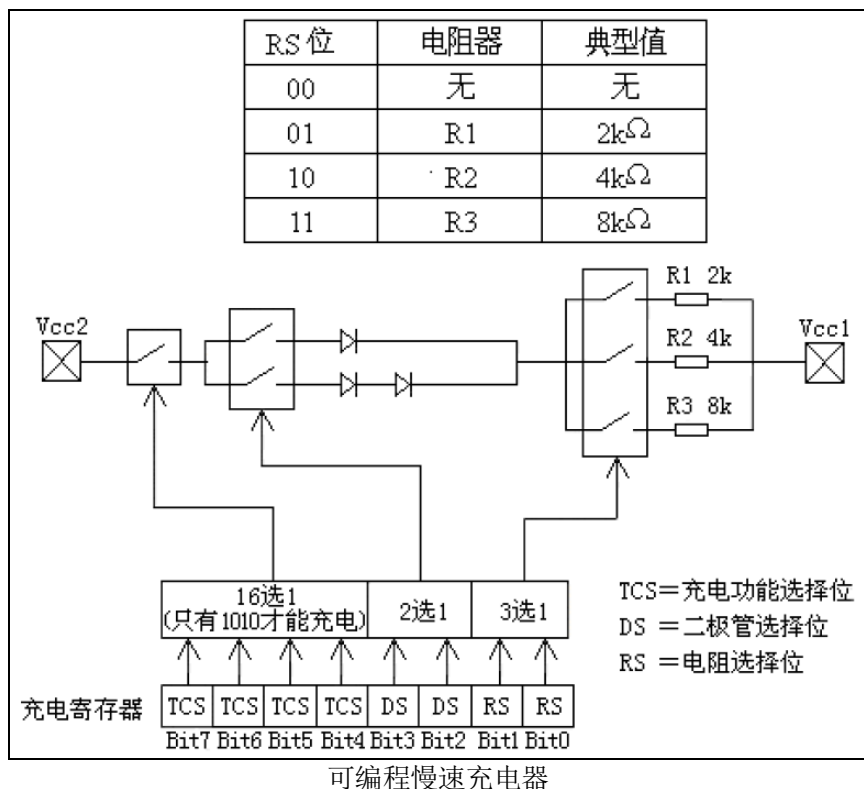 RS位 电阻器 典型值
00 无 无
01 R1 2kΩ
10 R2 4kΩ
11 R3 8kΩ
R1 2k
Vcc2 Vcc1
R2 4k
R3 8k
16选1
(只有1010才能充电)
2选1 3选1
TCS=充电功能选择位
DS =二极管选择位
RS =电阻选择位
充电寄存器 TCS TCS TCS TCS DS DS RS RS
Bit7 Bit6 Bit5 Bit4 Bit3 Bit2 Bit1 Bit0
可编程慢速充电器